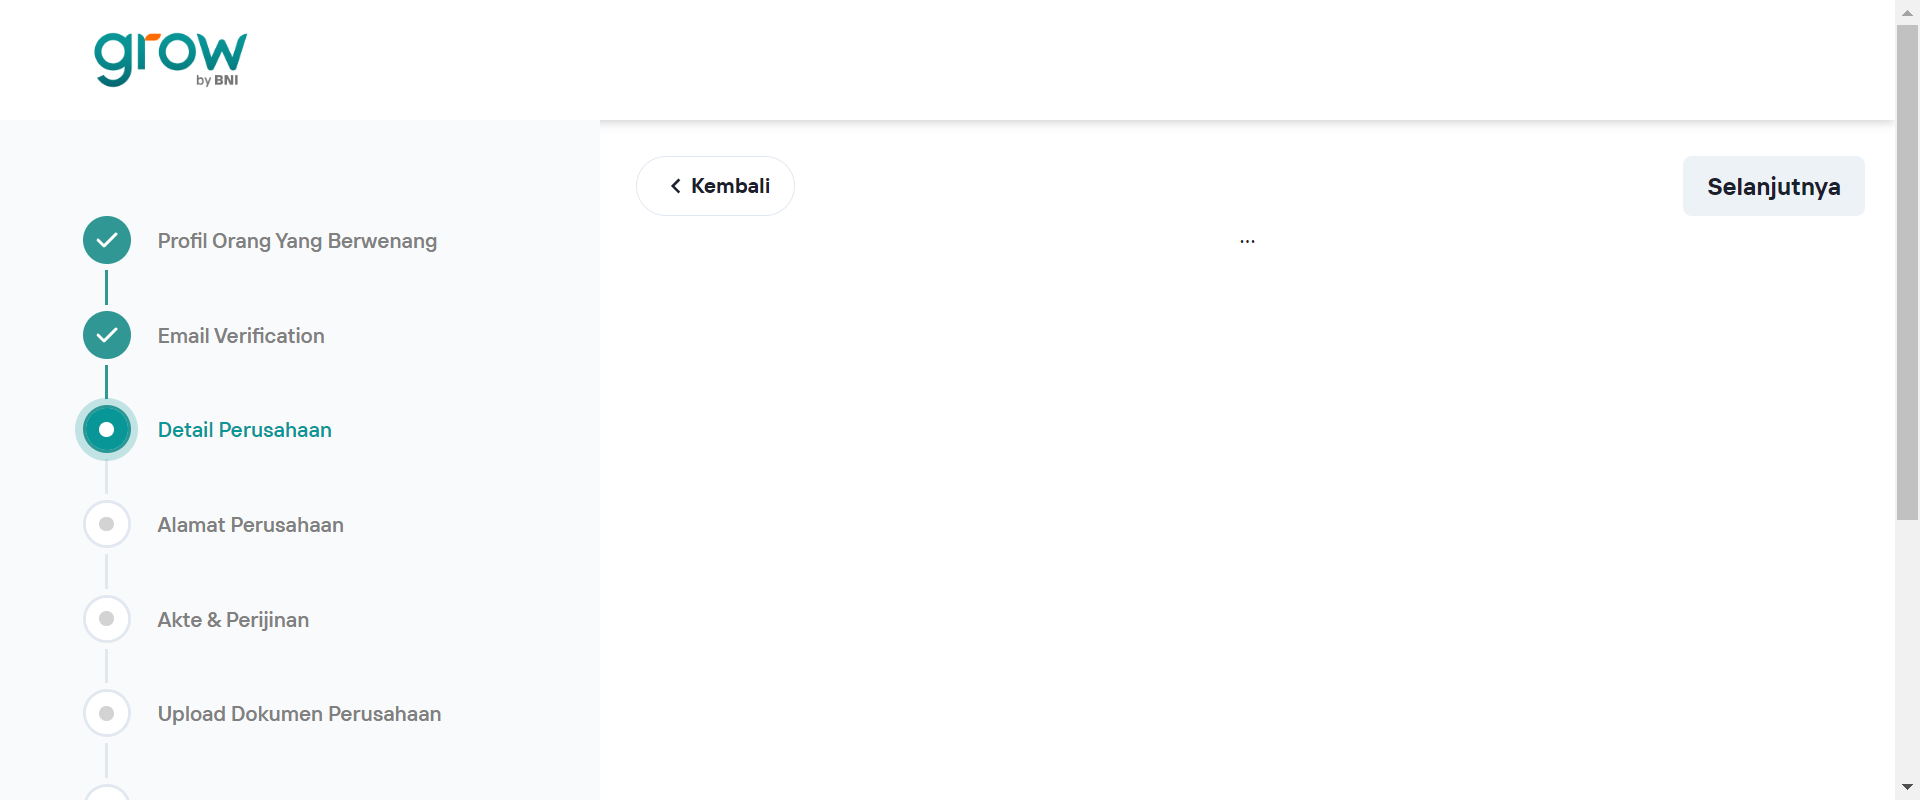 grow
by BNI
Kembali
Selanjutnya
...
Profil Orang Yang Berwenang
Email Verification
Detail Perusahaan
Alamat Perusahaan
Akte & Perijinan
Upload Dokumen Perusahaan